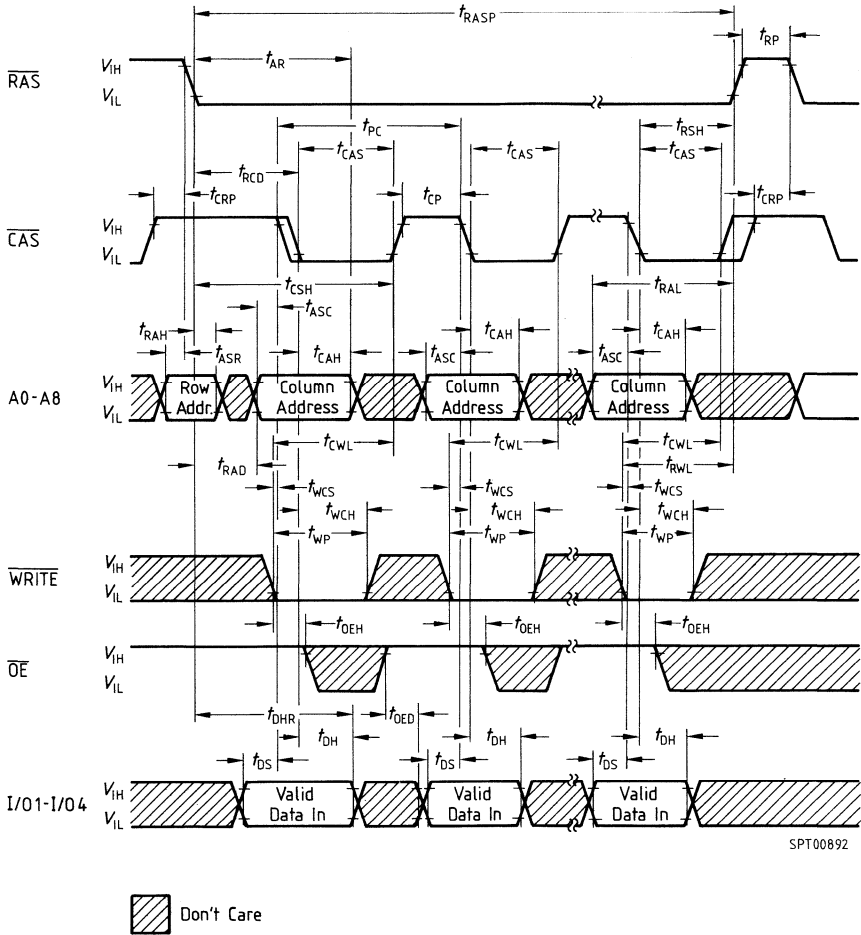 tRASP
tRP
tAR
RAS
VIH
VIL
tPC
tRSH
tCAS
tCAS
tCAS
tRCD
tCRP
tCP
tCRP
CAS
VIH
VIL
tCSH
tRAL
tASC
tRAH
tASR
tCAH
tASC
tCAH
tASC
tCAH
A0-A8
VIH
VIL
Row Addr.
Column Address
Column Address
Column Address
tCWL
tCWL
tCWL
tRAD
tRWL
tWCS
tWCS
tWCS
tWCH
tWCH
tWCH
tWP
tWP
tWP
WRITE
VIH
VIL
tOEH
tOEH
tOEH
OE
VIH
VIL
tDHR
tOED
tDH
tDH
tDH
tDS
tDS
tDS
I/O1-I/O4
VIH
VIL
Valid Data In
Valid Data In
Valid Data In
SPT00892
Don't Care